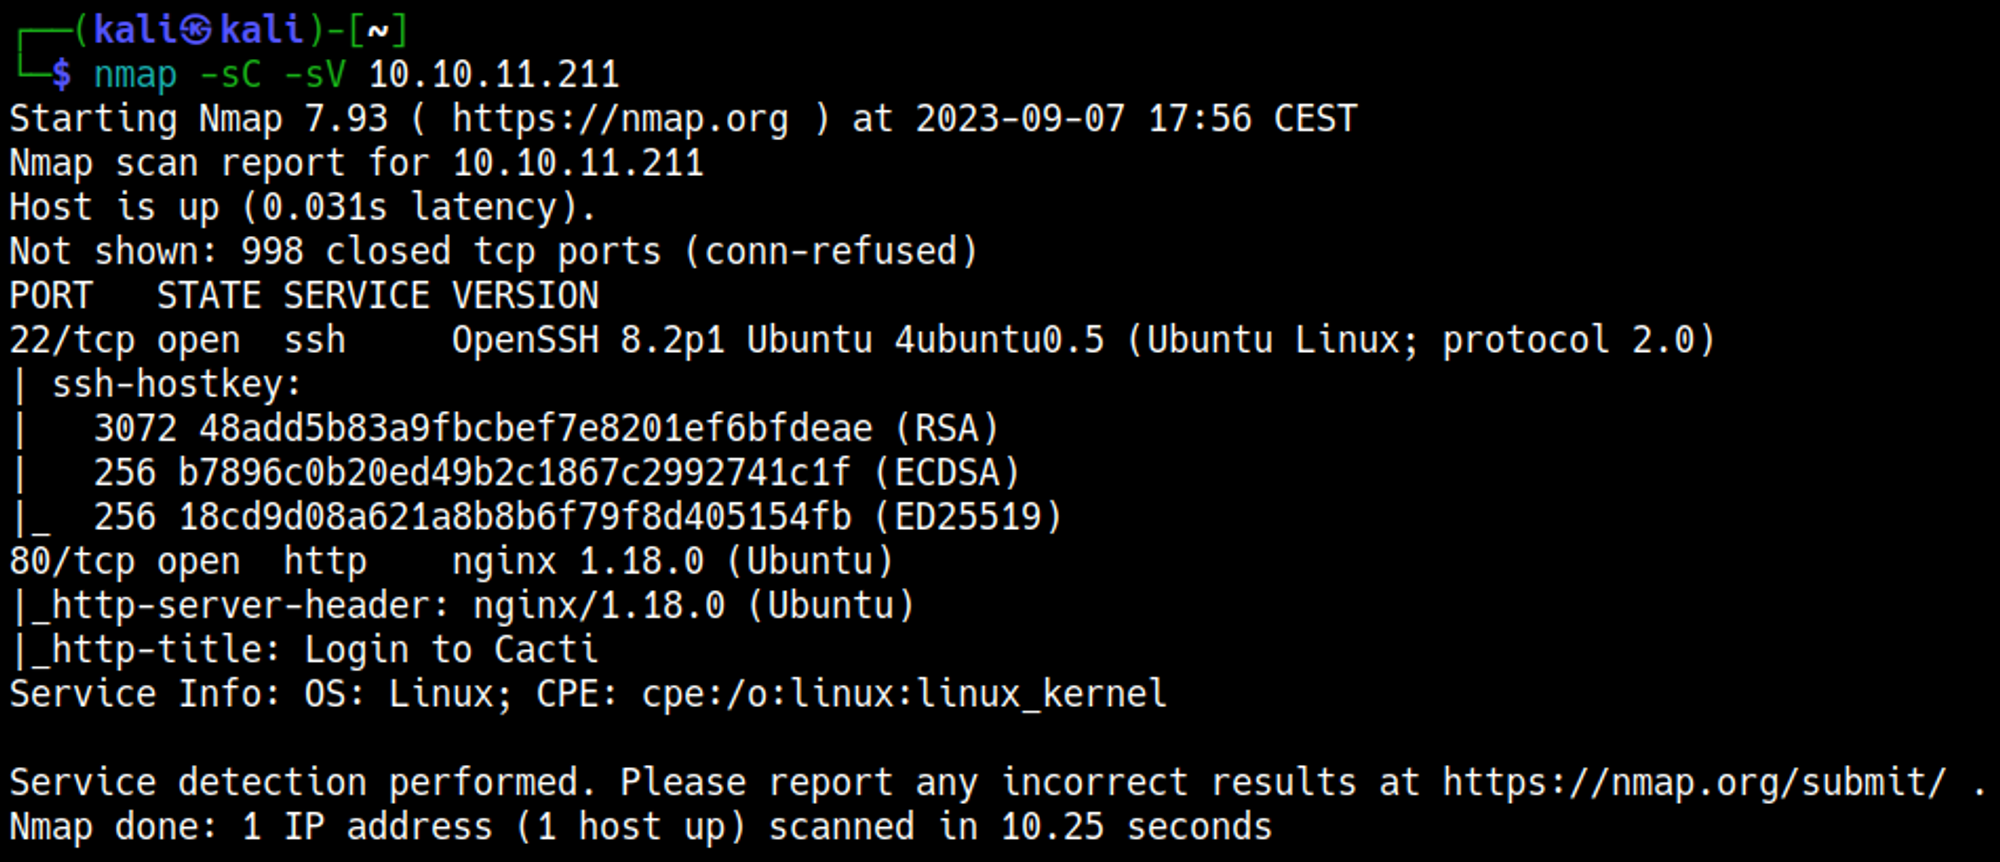 ┌──(kali㉿kali)-[~]
└─$ nmap -sC -sV 10.10.11.211
Starting Nmap 7.93 ( https://nmap.org ) at 2023-09-07 17:56 CEST
Nmap scan report for 10.10.11.211
Host is up (0.031s latency).
Not shown: 998 closed tcp ports (conn-refused)
PORT   STATE SERVICE VERSION
22/tcp open  ssh     OpenSSH 8.2p1 Ubuntu 4ubuntu0.5 (Ubuntu Linux; protocol 2.0)
| ssh-hostkey:
|   3072 48add5b83a9fbcbef7e8201ef6bfdeae (RSA)
|   256 b7896c0b20ed49b2c1867c2992741c1f (ECDSA)
|_  256 18cd9d08a621a8b8b6f79f8d405154fb (ED25519)
80/tcp open  http    nginx 1.18.0 (Ubuntu)
|_http-server-header: nginx/1.18.0 (Ubuntu)
|_http-title: Login to Cacti
Service Info: OS: Linux; CPE: cpe:/o:linux:linux_kernel

Service detection performed. Please report any incorrect results at https://nmap.org/submit/ .
Nmap done: 1 IP address (1 host up) scanned in 10.25 seconds